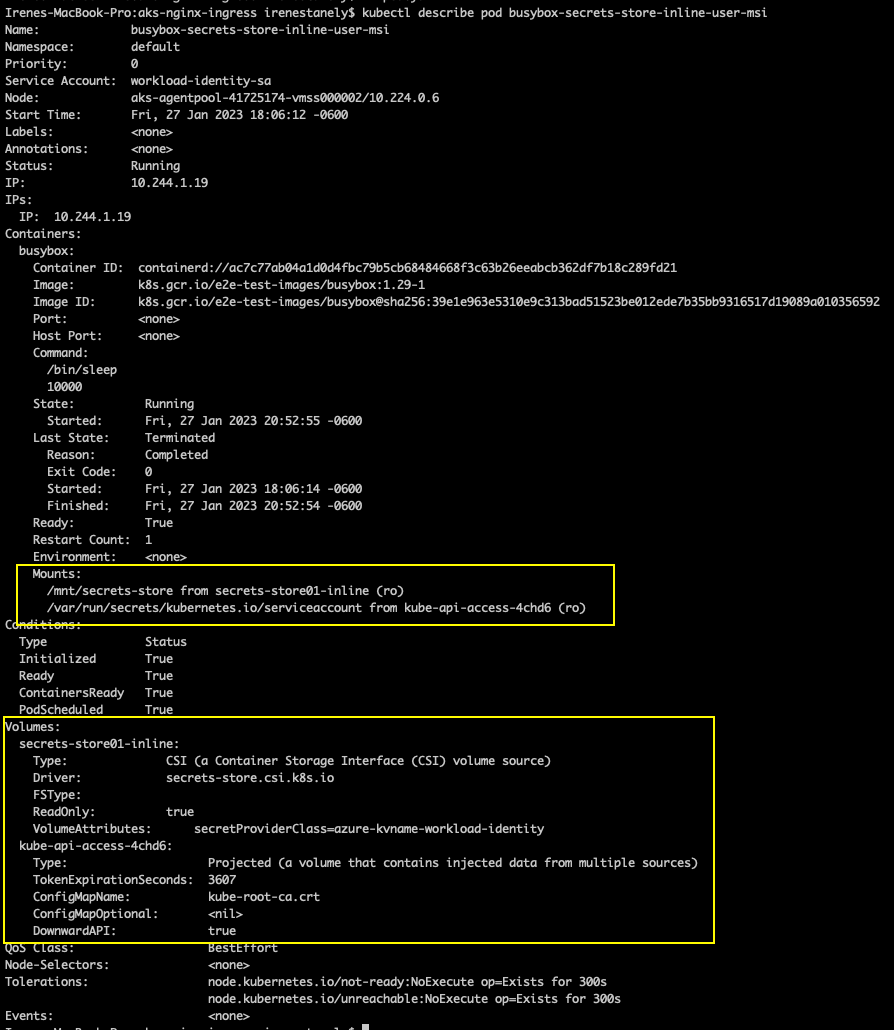 Irenes-MacBook-Pro:aks-nginx-ingress irenestanely$ kubectl describe pod busybox-secrets-store-inline-user-msi
Name:             busybox-secrets-store-inline-user-msi
Namespace:        default
Priority:         0
Service Account:  workload-identity-sa
Node:             aks-agentpool-41725174-vmss000002/10.224.0.6
Start Time:       Fri, 27 Jan 2023 18:06:12 -0600
Labels:           <none>
Annotations:      <none>
Status:           Running
IP:               10.244.1.19
IPs:
  IP:  10.244.1.19
Containers:
  busybox:
    Container ID:  containerd://ac7c77ab04a1d0d4fbc79b5cb68484668f3c63b26eeabcb362df7b18c289fd21
    Image:         k8s.gcr.io/e2e-test-images/busybox:1.29-1
    Image ID:      k8s.gcr.io/e2e-test-images/busybox@sha256:39e1e963e5310e9c313bad51523be012ede7b35bb9316517d19089a010356592
    Port:          <none>
    Host Port:     <none>
    Command:
      /bin/sleep
      10000
    State:          Running
      Started:      Fri, 27 Jan 2023 20:52:55 -0600
    Last State:     Terminated
      Reason:       Completed
      Exit Code:    0
      Started:      Fri, 27 Jan 2023 18:06:14 -0600
      Finished:     Fri, 27 Jan 2023 20:52:54 -0600
    Ready:          True
    Restart Count:  1
    Environment:    <none>
    Mounts:
      /mnt/secrets-store from secrets-store01-inline (ro)
      /var/run/secrets/kubernetes.io/serviceaccount from kube-api-access-4chd6 (ro)
Conditions:
  Type              Status
  Initialized       True
  Ready             True
  ContainersReady   True
  PodScheduled      True
Volumes:
  secrets-store01-inline:
    Type:              CSI (a Container Storage Interface (CSI) volume source)
    Driver:            secrets-store.csi.k8s.io
    FSType:
    ReadOnly:          true
    VolumeAttributes:      secretProviderClass=azure-kvname-workload-identity
  kube-api-access-4chd6:
    Type:                    Projected (a volume that contains injected data from multiple sources)
    TokenExpirationSeconds:  3607
    ConfigMapName:           kube-root-ca.crt
    ConfigMapOptional:       <nil>
    DownwardAPI:             true
QoS Class:                   BestEffort
Node-Selectors:              <none>
Tolerations:                 node.kubernetes.io/not-ready:NoExecute op=Exists for 300s
                             node.kubernetes.io/unreachable:NoExecute op=Exists for 300s
Events:                      <none>